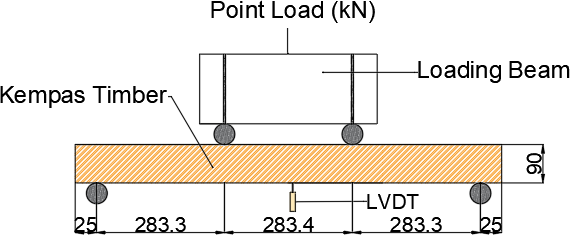 Point Load (kN)
Loading Beam
Kempas Timber
90
LVDT
25 283.3 283.4 283.3 25